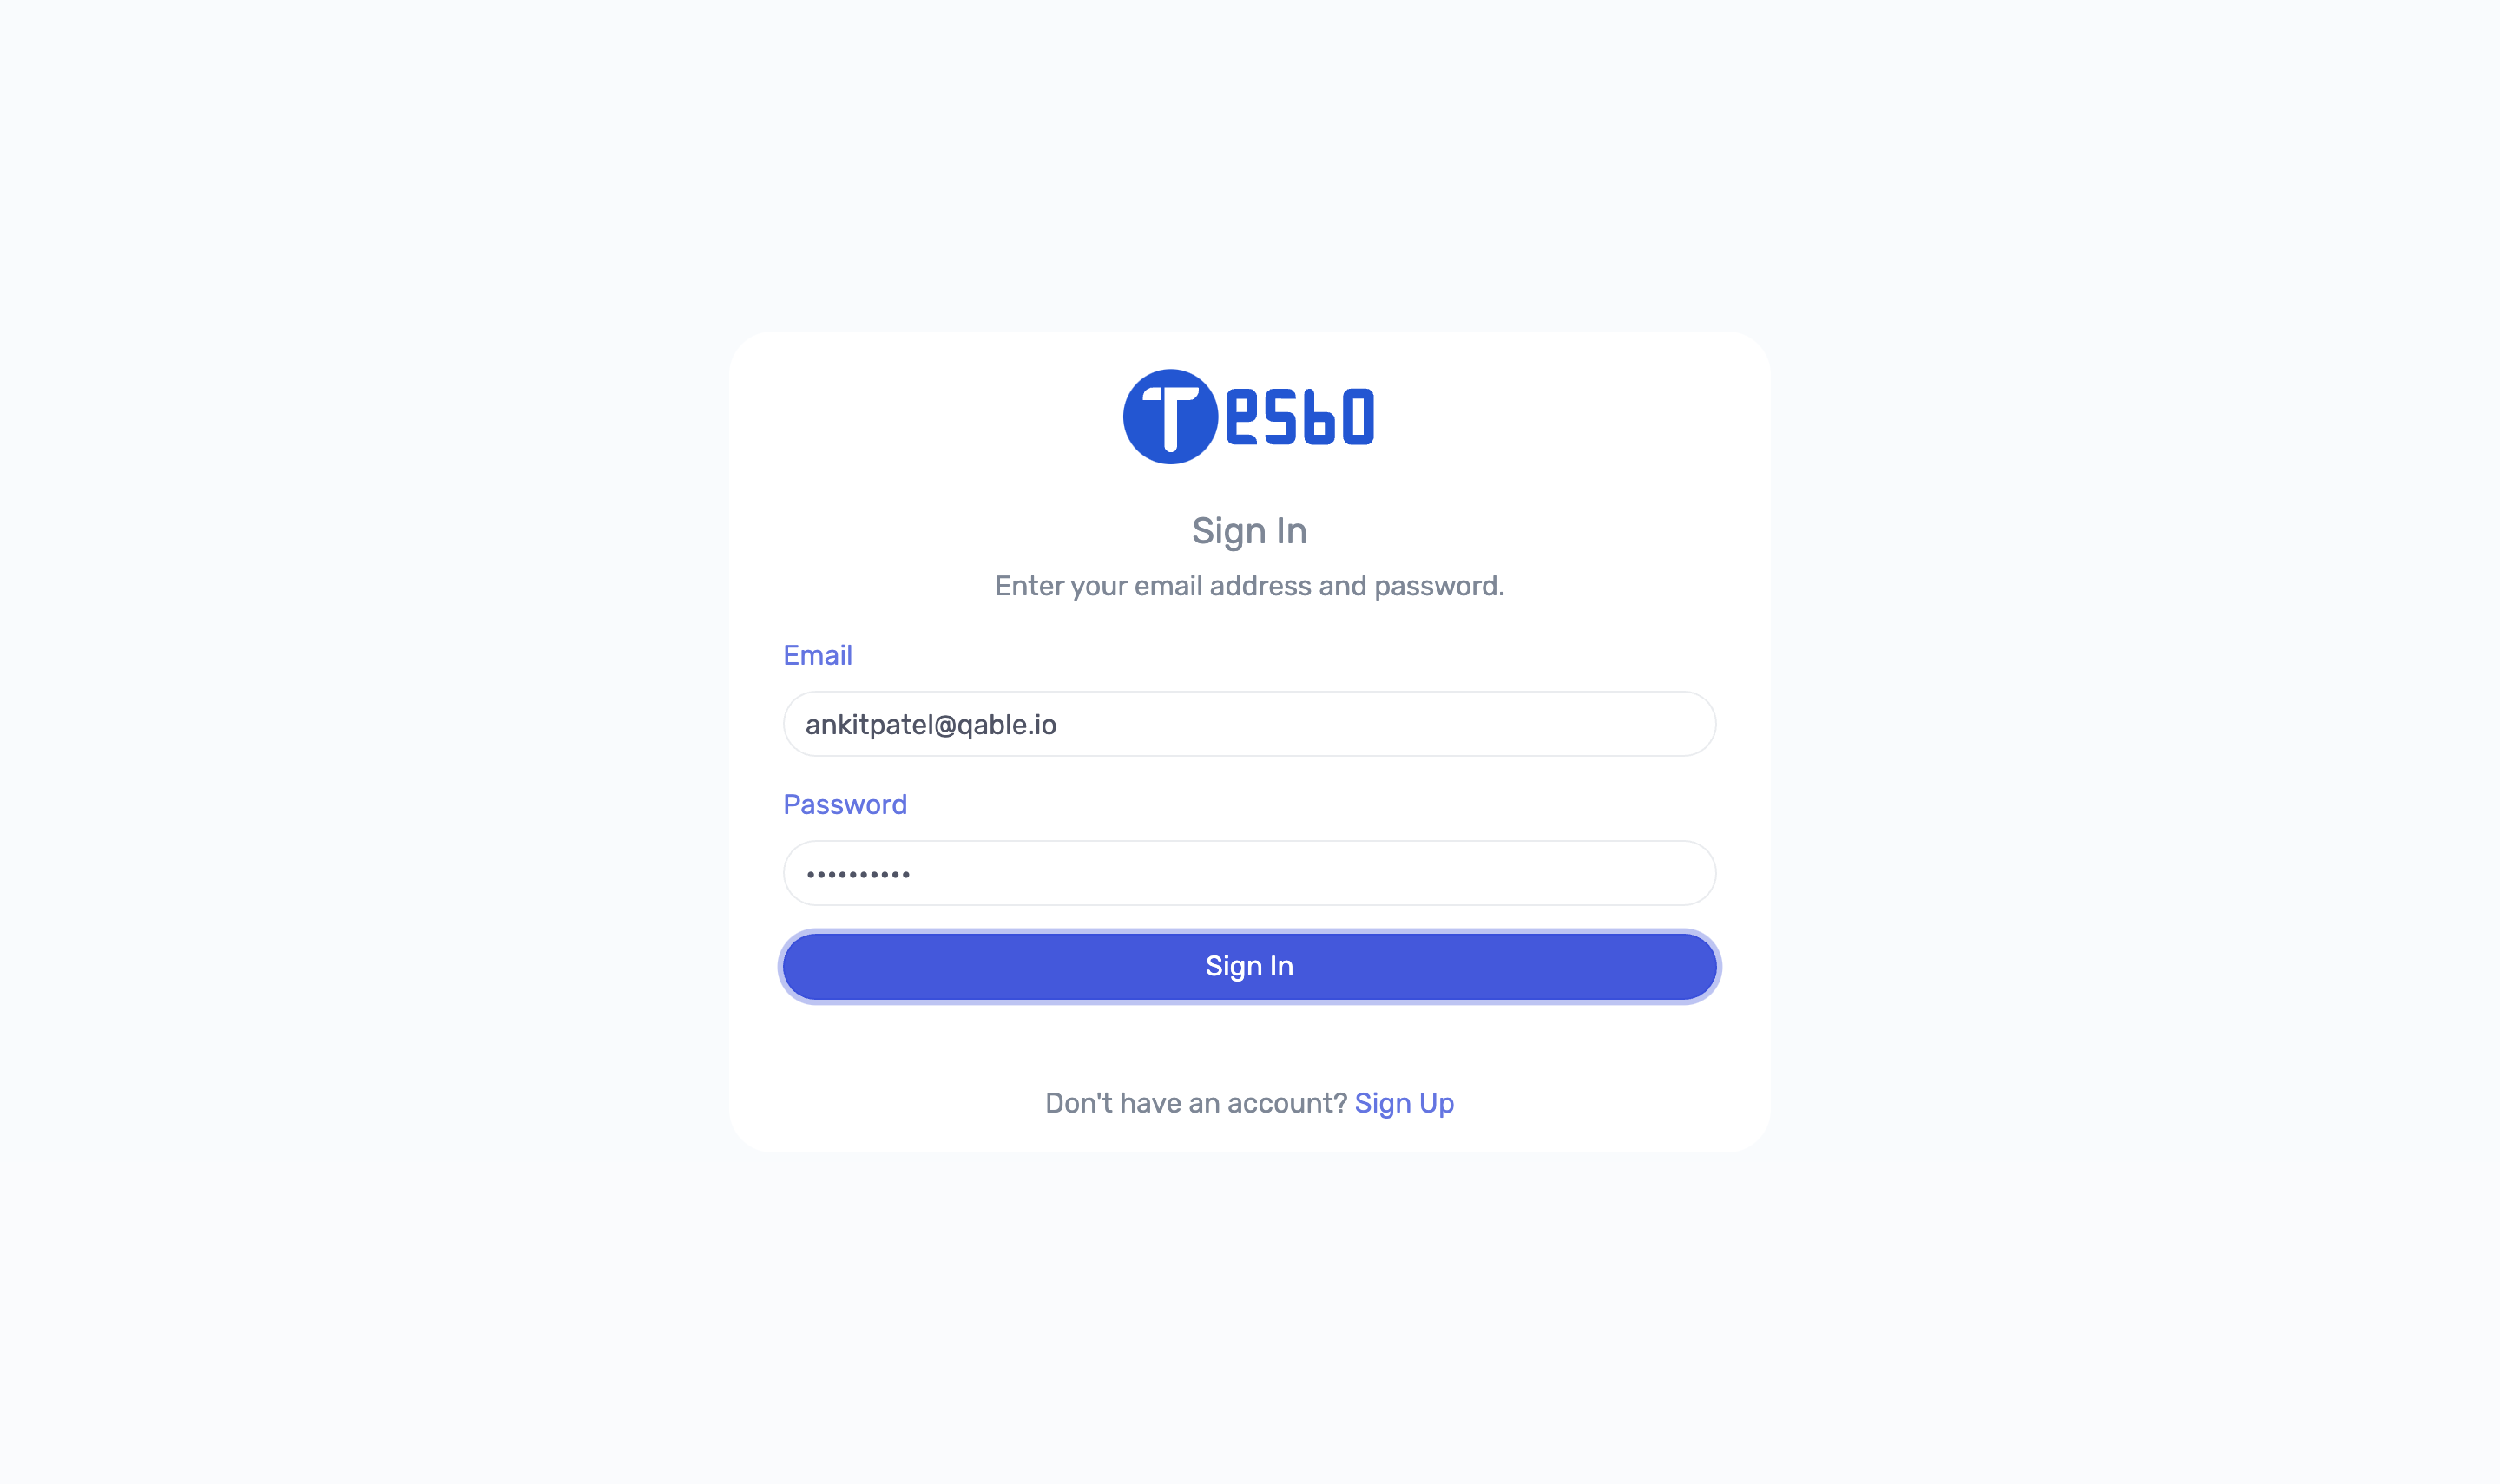 Tesbo
Sign In
Enter your email address and password.
Email
ankitpatel@qable.io
Password
••••••••••
Sign In
Don't have an account? Sign Up